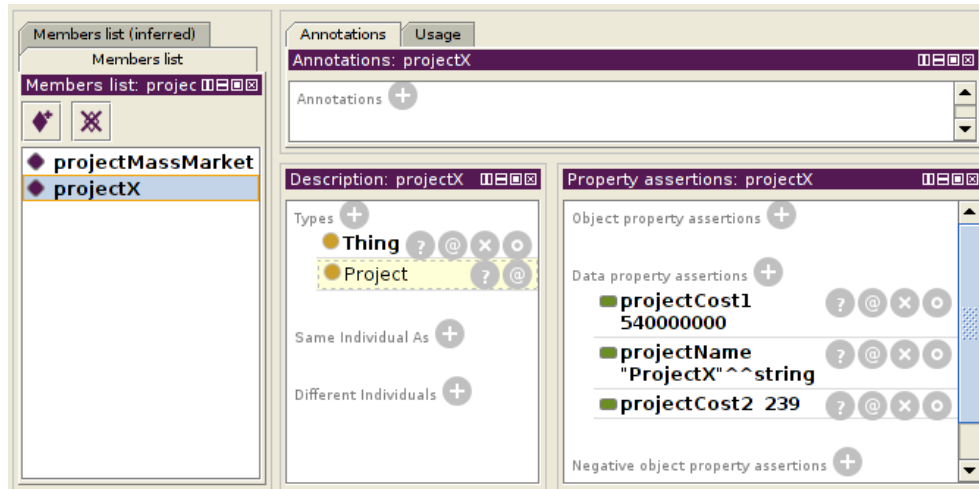 Members list (inferred)
Members list
Members list: projec
projectMassMarket
projectX
Annotations
Usage
Annotations: projectX
Annotations
Description: projectX
Types
Thing
Project
Same Individual As
Different Individuals
Property assertions: projectX
Object property assertions
Data property assertions
projectCost1
540000000
projectName
"ProjectX"^^string
projectCost2 239
Negative object property assertions